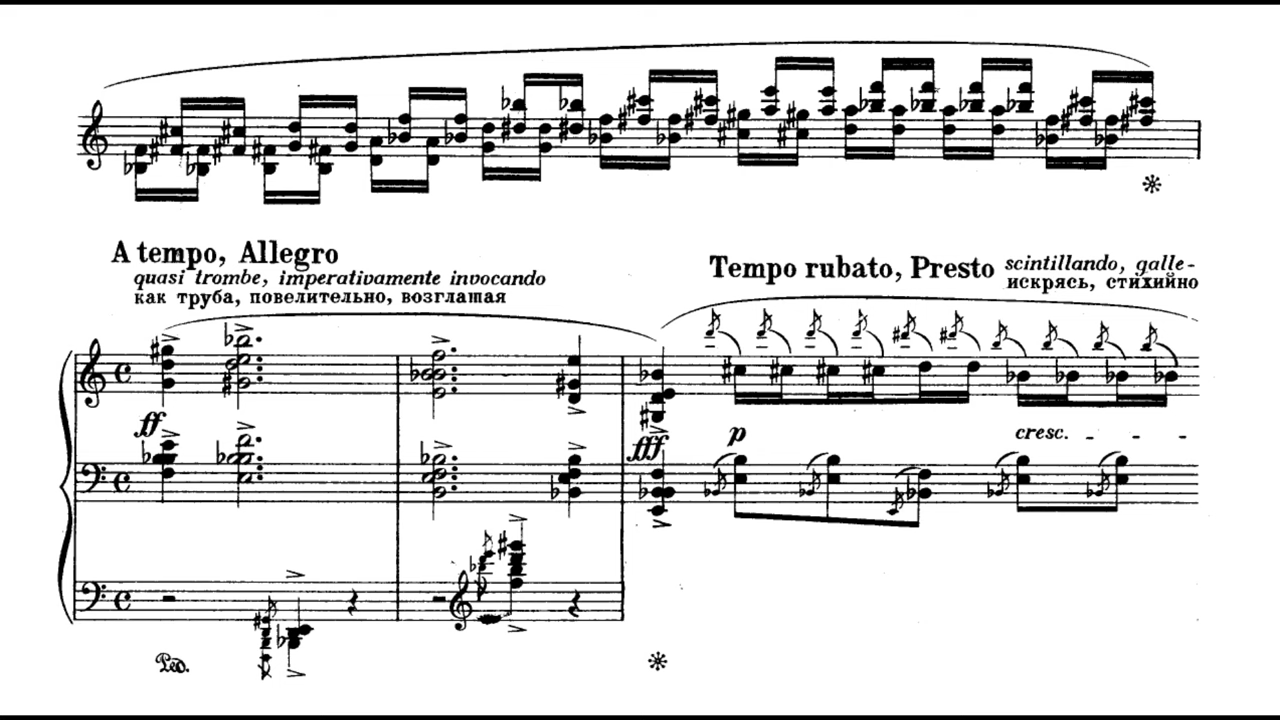 A tempo, Allegro
quasi trombe, imperativamente invocando
как труба, повелительно, возглашая
Tempo rubato, Presto scintillando, galle-
искрясь, стихийно
ff
fff
p
cresc.
Ped.